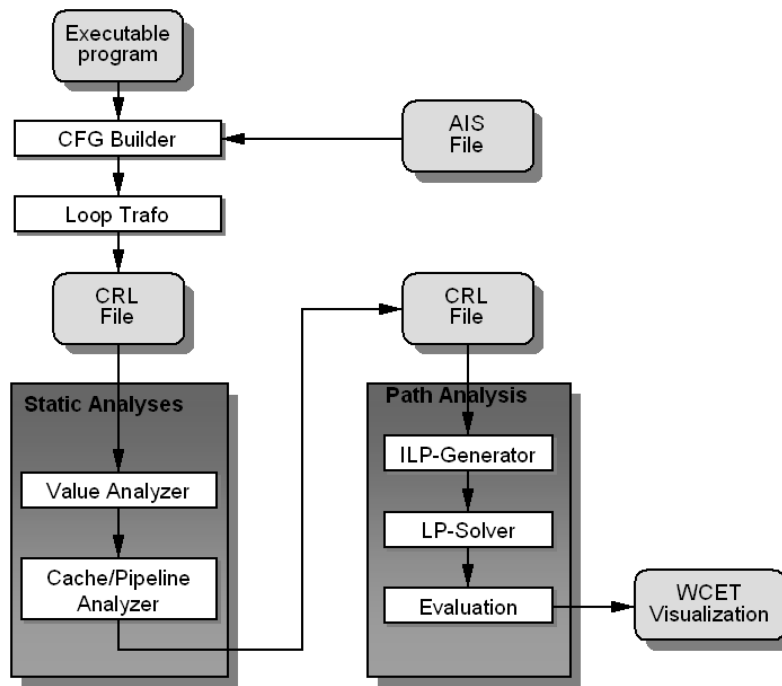 Executable
program
CFG Builder
AIS
File
Loop Trafo
CRL
File
CRL
File
Static Analyses
Value Analyzer
Cache/Pipeline
Analyzer
Path Analysis
ILP-Generator
LP-Solver
Evaluation
WCET
Visualization